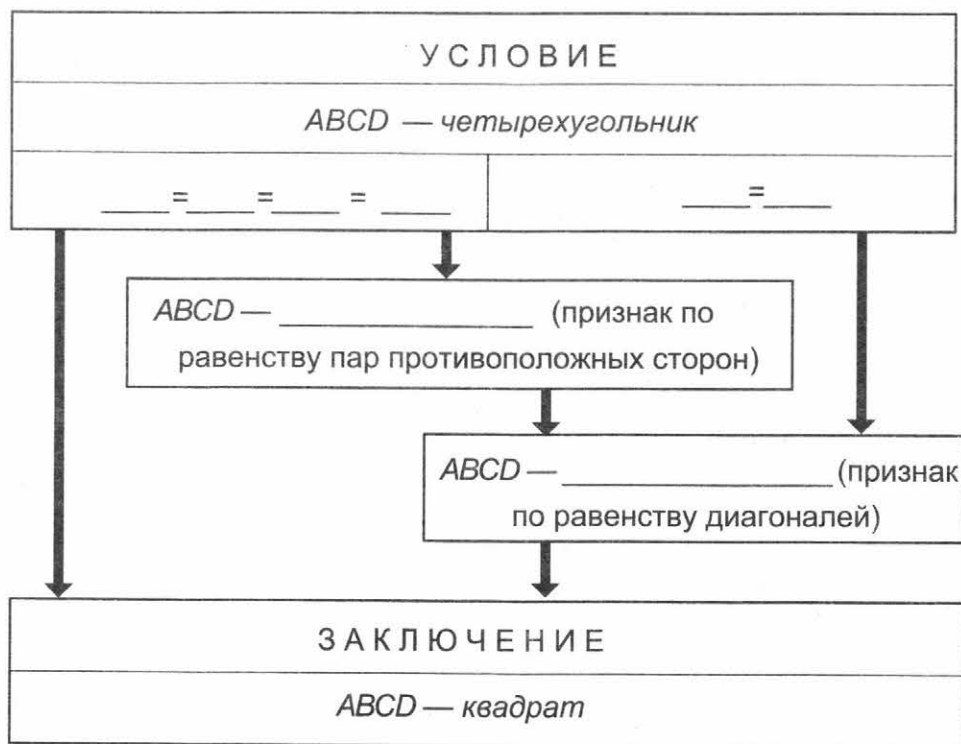 УСЛОВИЕ
ABCD — четырехугольник
____=____=____ = ____
____=____
ABCD — _______________ (признак по
равенству пар противоположных сторон)
ABCD — ________________ (признак
по равенству диагоналей)
ЗАКЛЮЧЕНИЕ
ABCD — квадрат